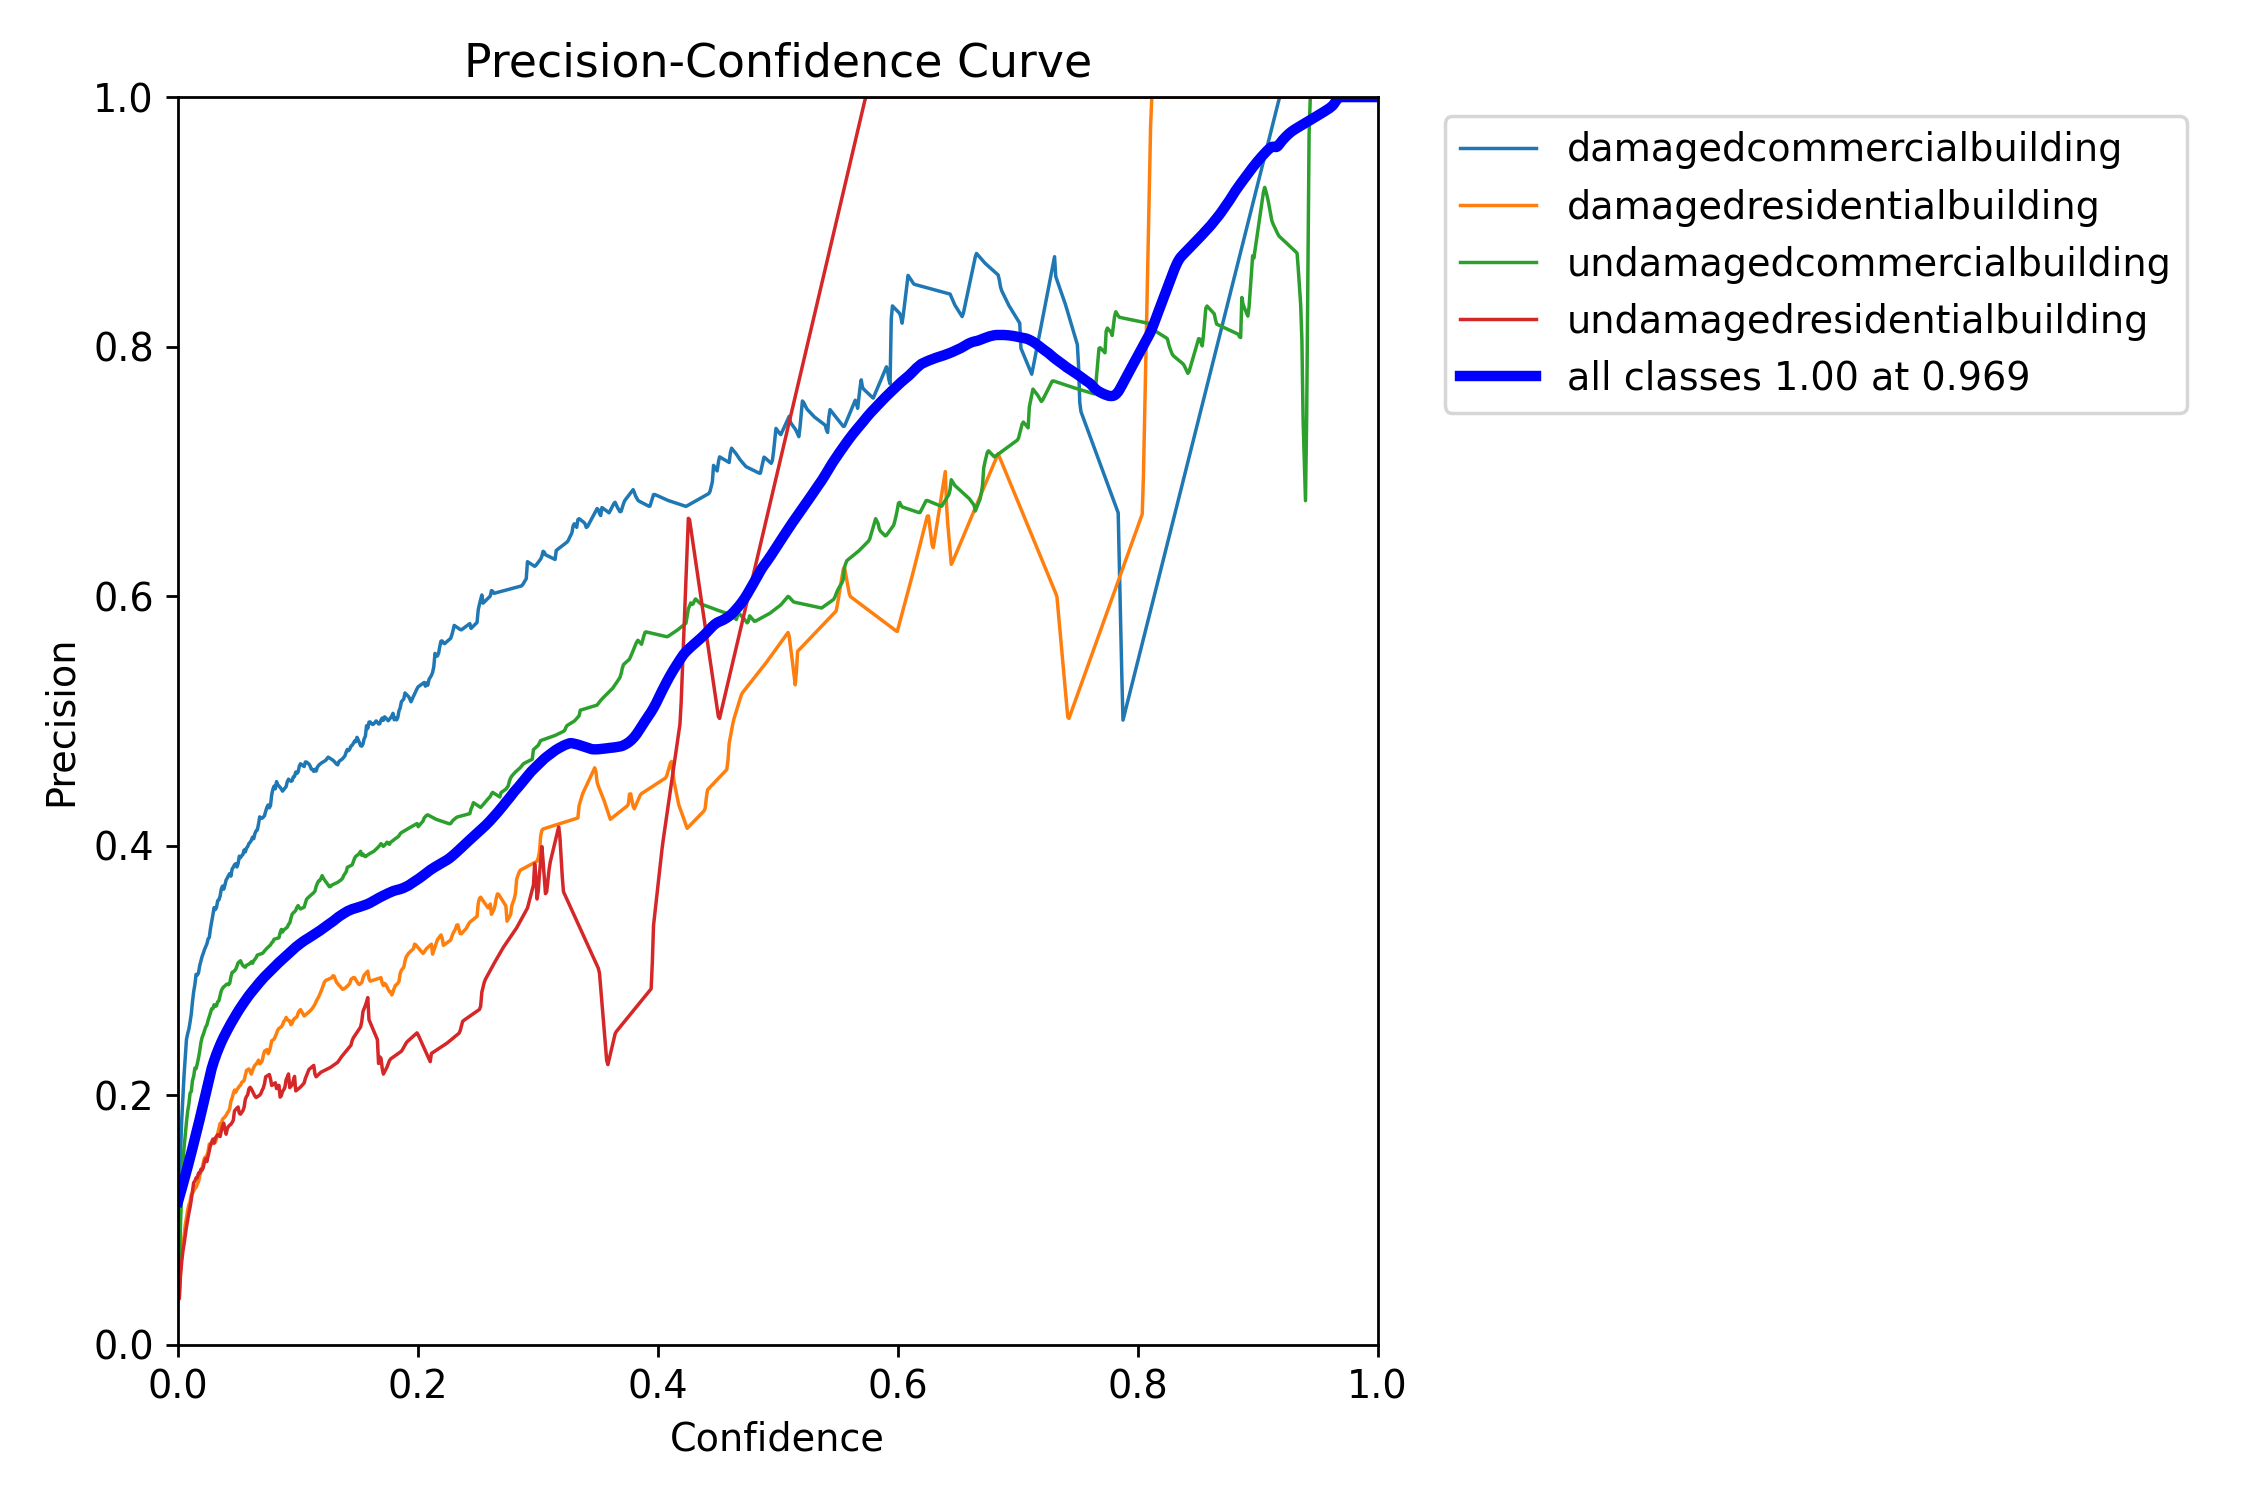 Precision-Confidence Curve
1.0
0.8
0.6
0.4
0.2
0.0
Precision
0.0 0.2 0.4 0.6 0.8 1.0
Confidence
damagedcommercialbuilding
damagedresidentialbuilding
undamagedcommercialbuilding
undamagedresidentialbuilding
all classes 1.00 at 0.969